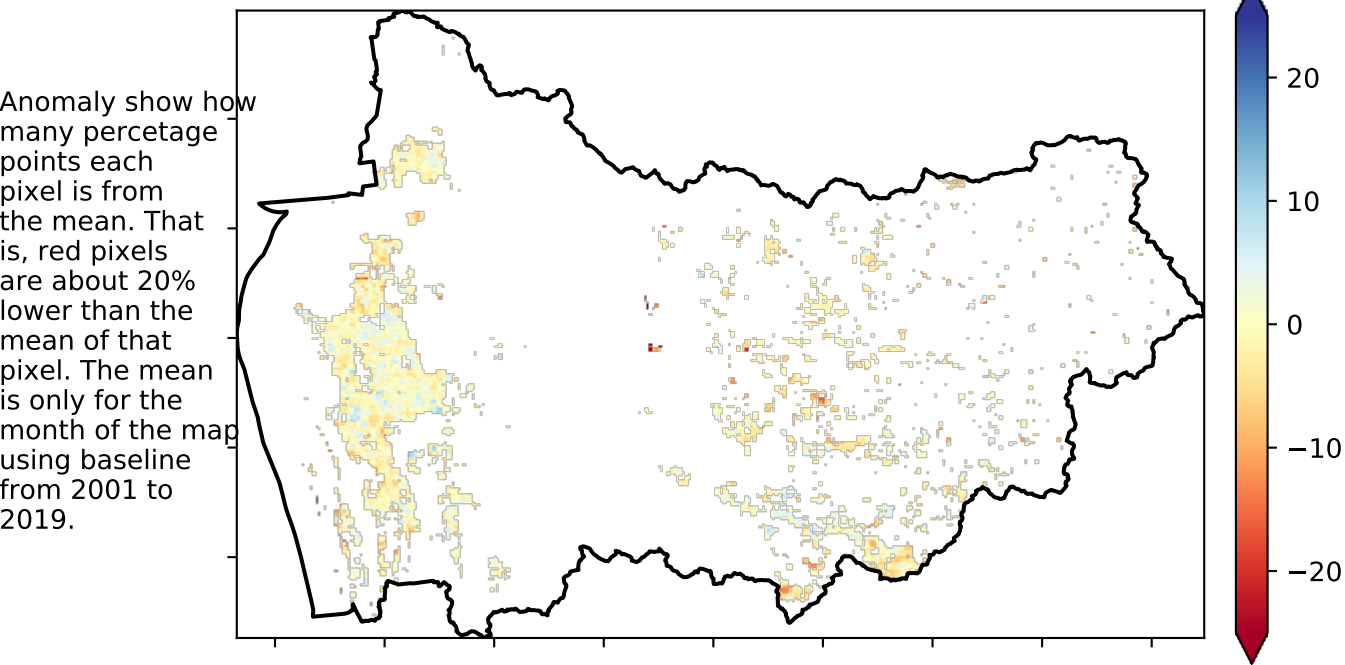 Anomaly show how
many percetage
points each
pixel is from
the mean. That
is, red pixels
are about 20%
lower than the
mean of that
pixel. The mean
is only for the
month of the map
using baseline
from 2001 to
2019.
20
10
0
−10
−20